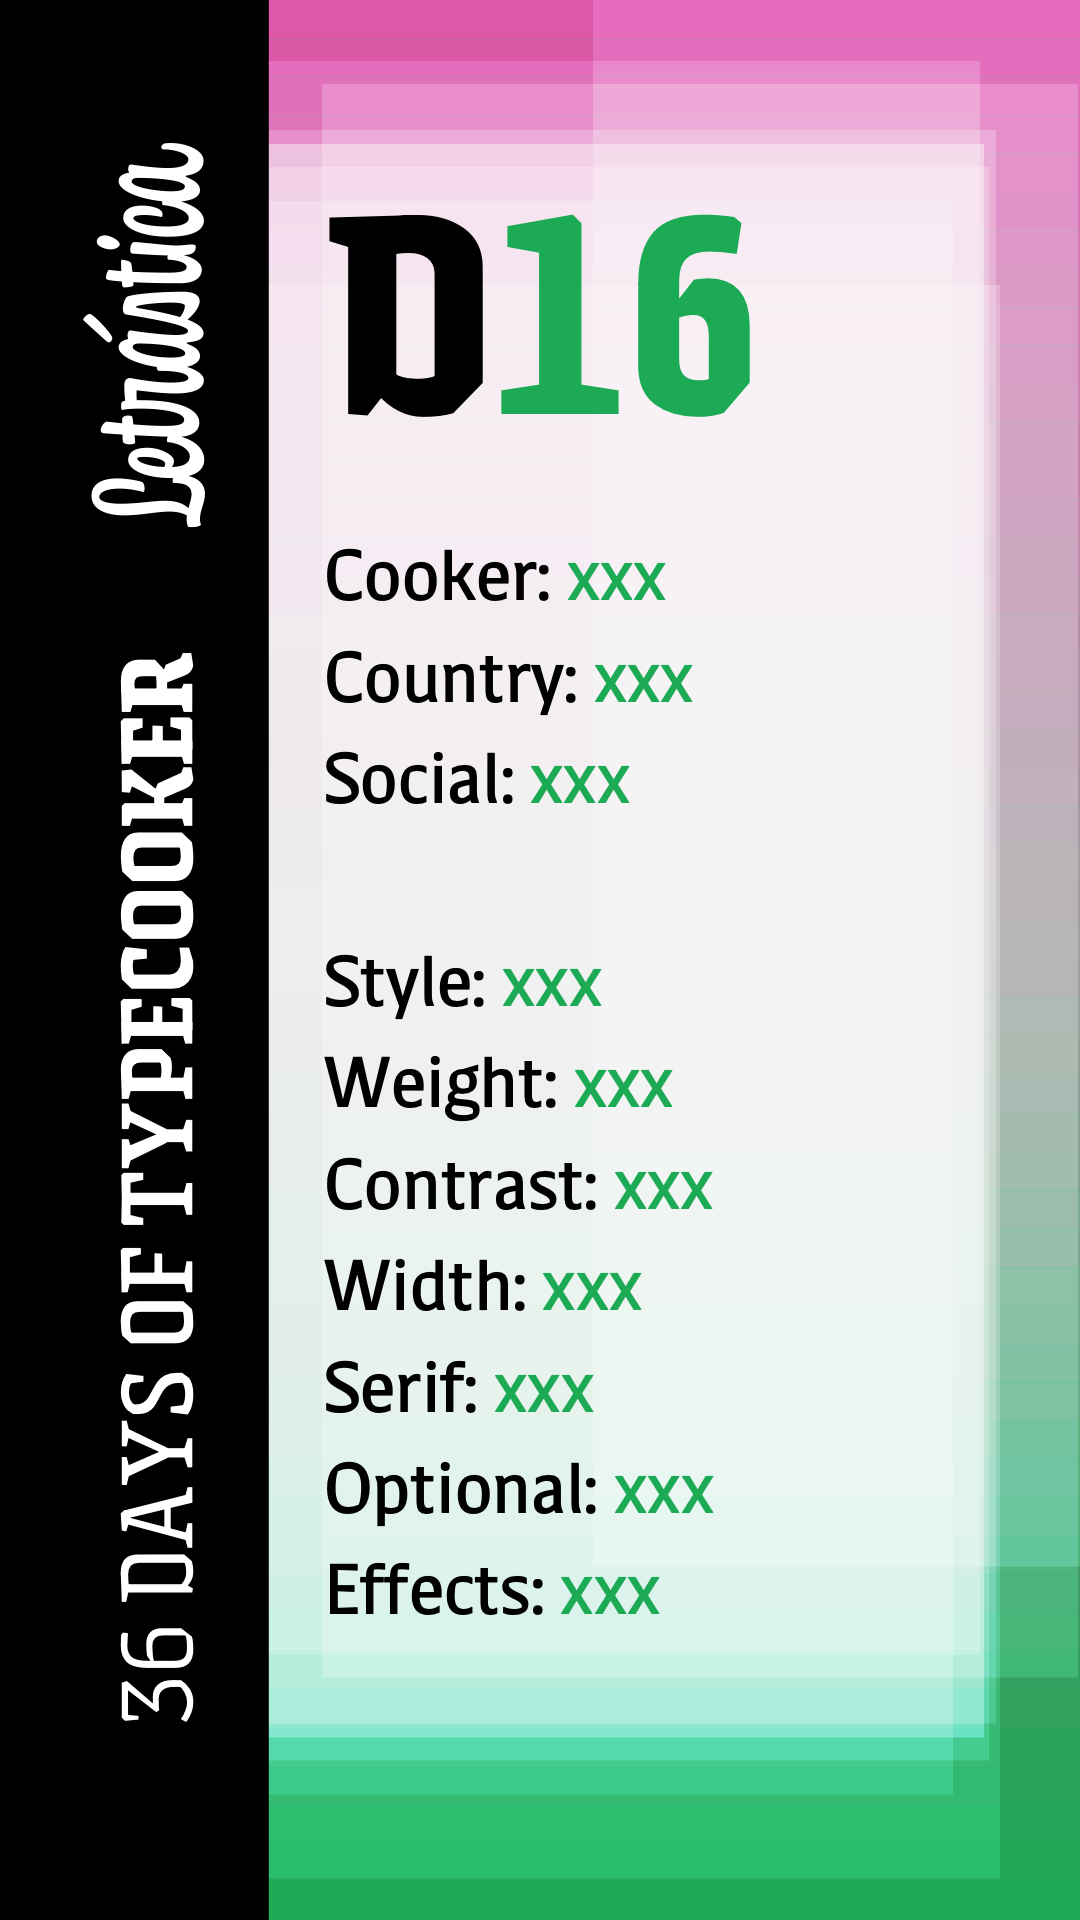 Letrástica
36 DAYS OF TYPECOOKER
D16
Cooker: xxx
Country: xxx
Social: xxx
Style: xxx
Weight: xxx
Contrast: xxx
Width: xxx
Serif: xxx
Optional: xxx
Effects: xxx